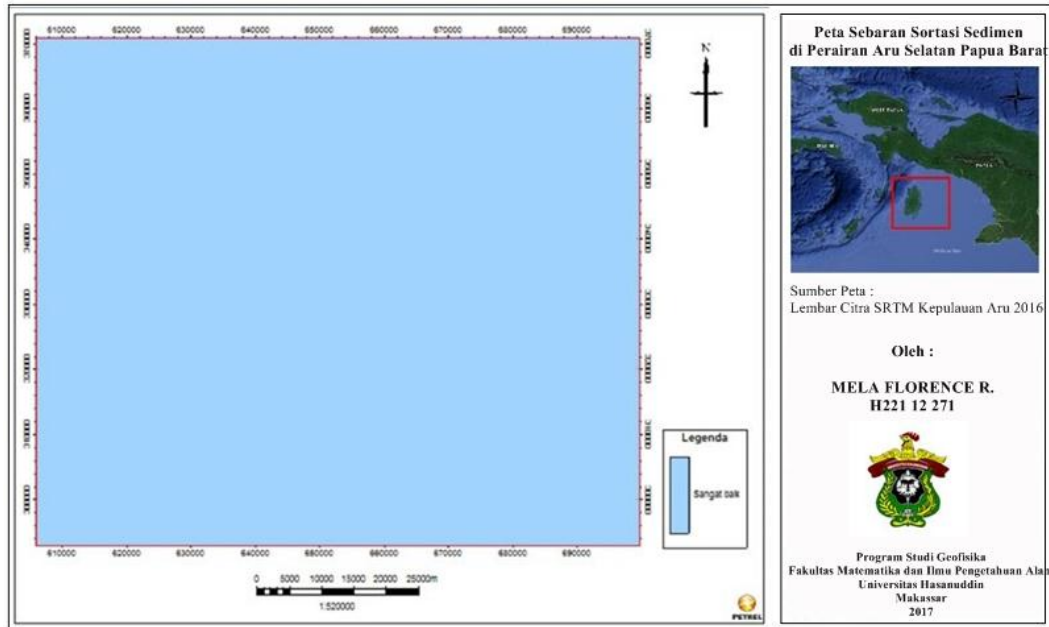 610000 620000 630000 640000 650000 660000 670000 680000 690000
N
Legenda
Sangat baik
610000 620000 630000 640000 650000 660000 670000 680000 690000
0 5000 10000 15000 20000 25000m
1:520000
PETREL
Peta Sebaran Sortasi Sedimen
di Perairan Aru Selatan Papua Barat
WEST PAPUA
PAPUA
Sumber Peta :
Lembar Citra SRTM Kepulauan Aru 2016
Oleh :
MELA FLORENCE R.
H221 12 271
Program Studi Geofisika
Fakultas Matematika dan Ilmu Pengetahuan Alam
Universitas Hasanuddin
Makassar
2017